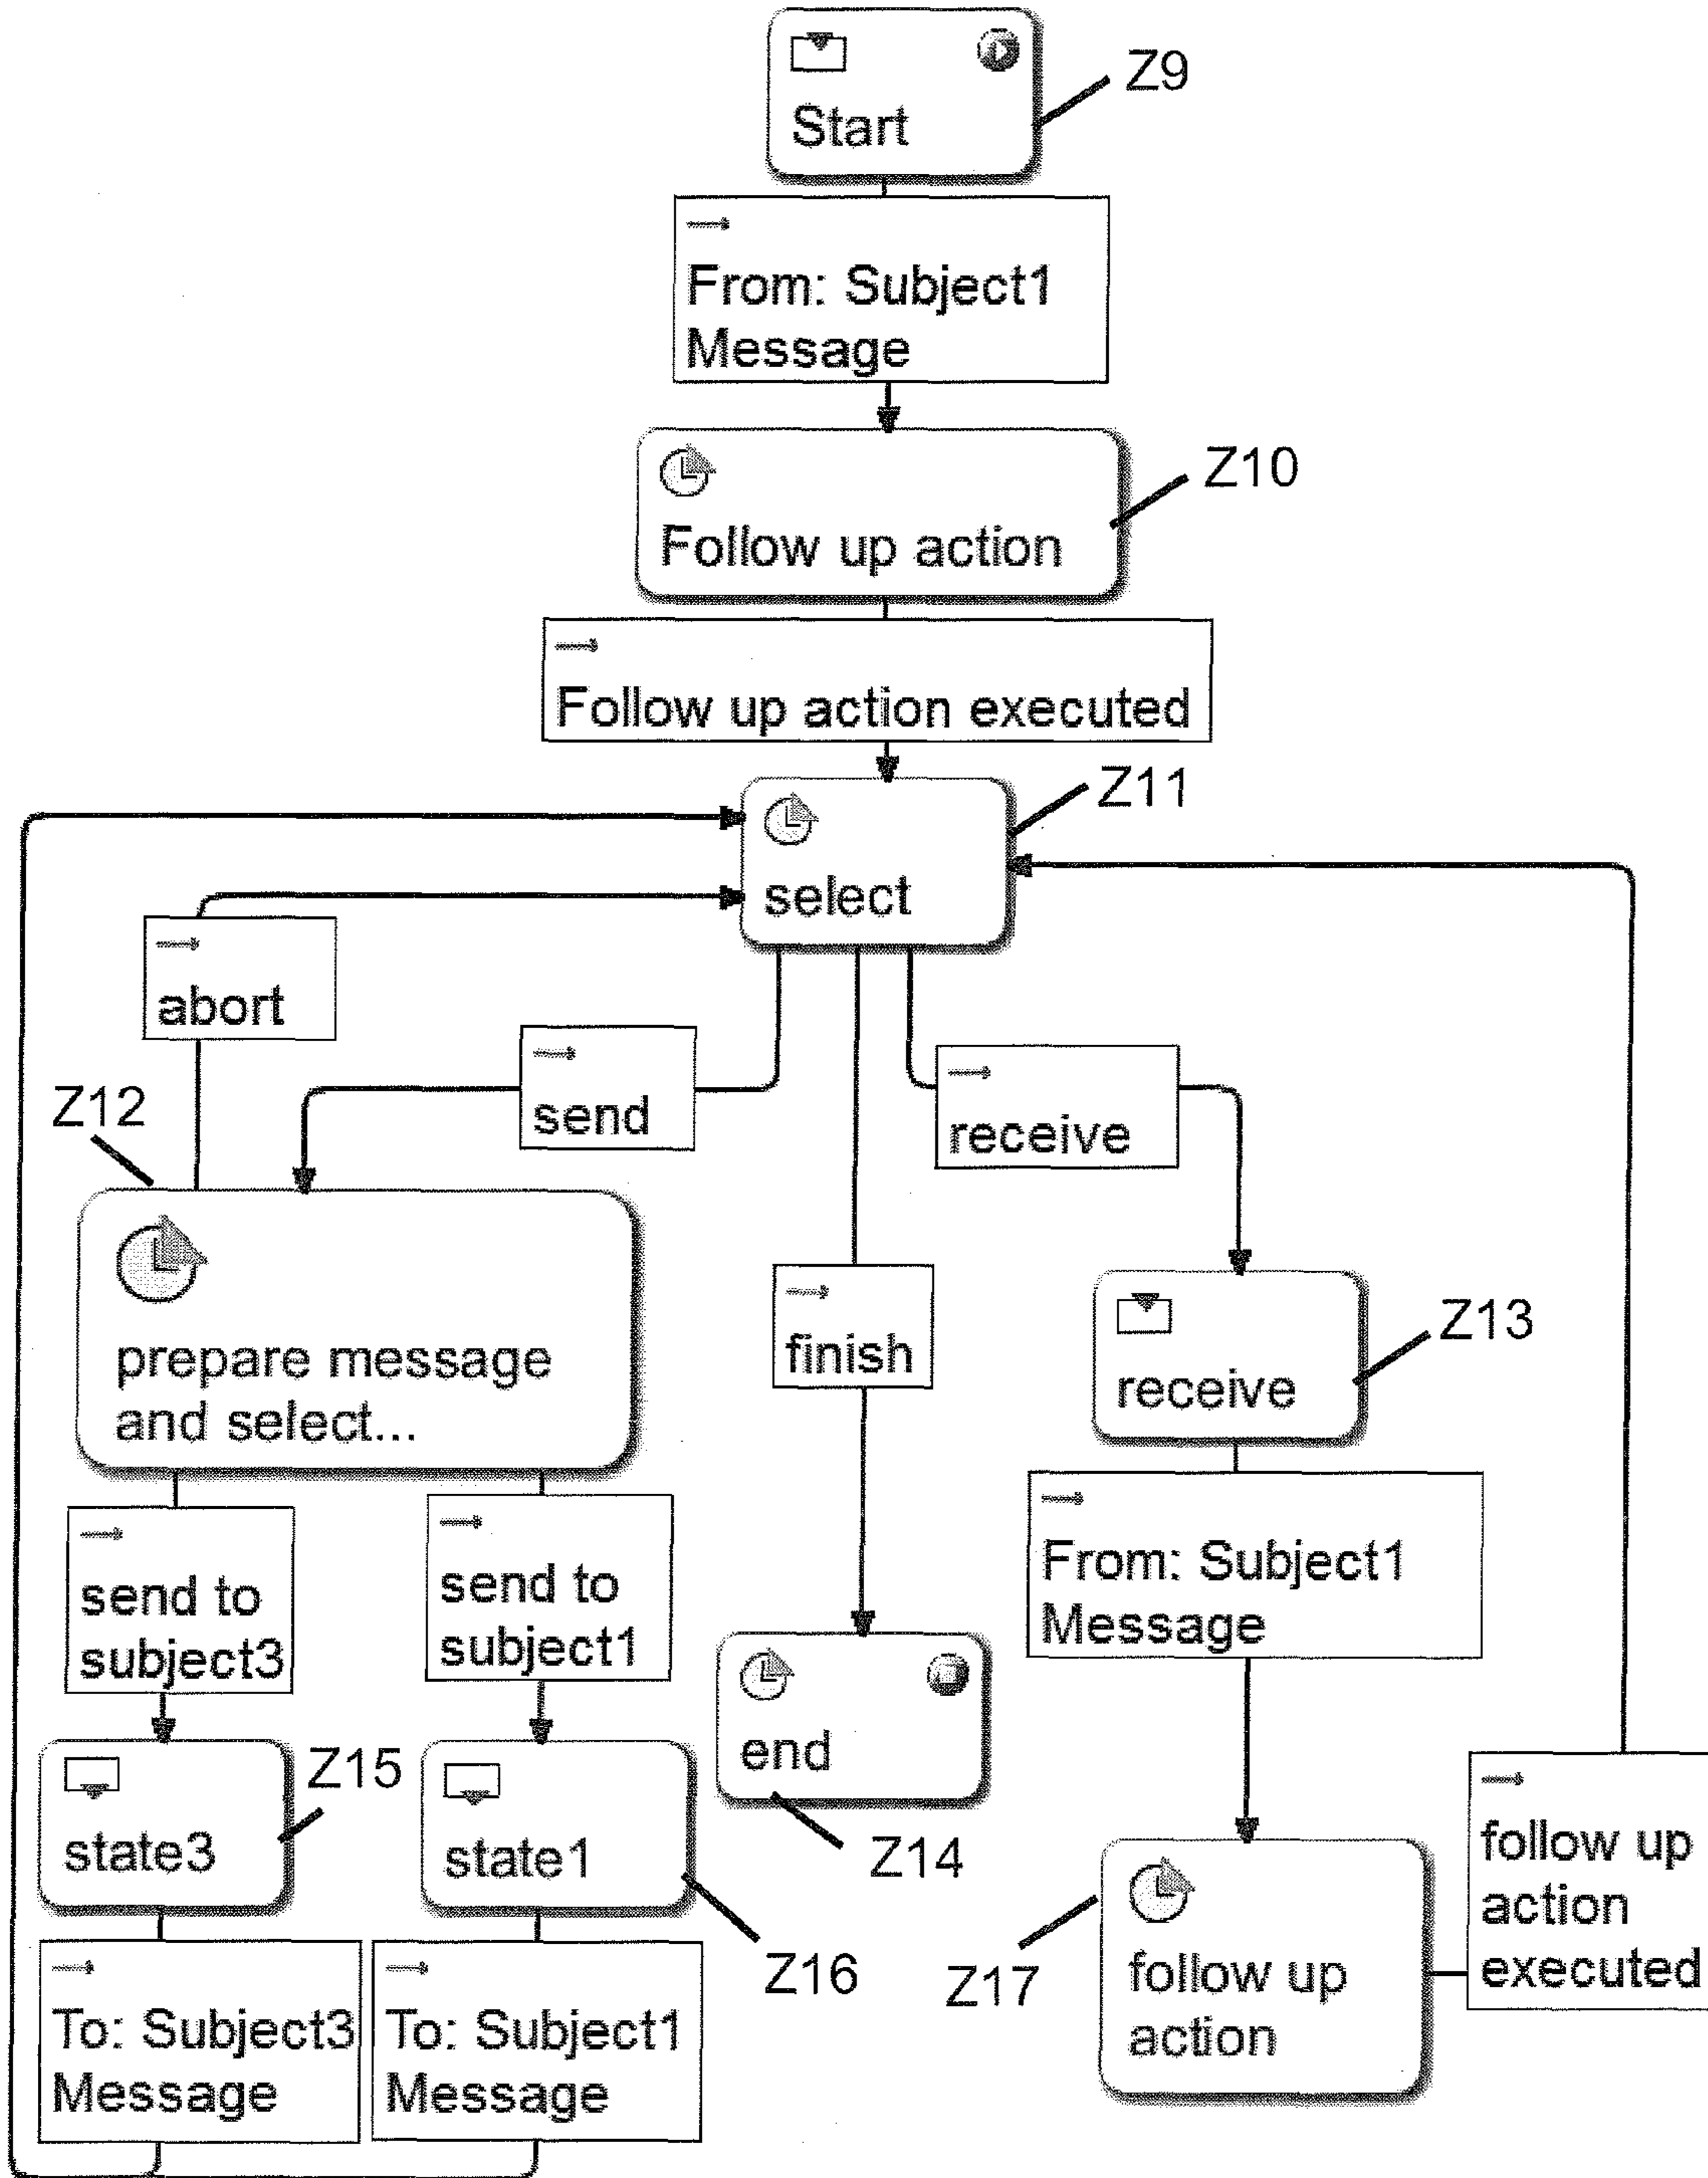 Start
Z9
From: Subject1
Message
Z10
Follow up action
Follow up action executed
Z11
select
abort
send
receive
Z12
prepare message
and select...
finish
Z13
receive
send to
subject3
send to
subject1
From: Subject1
Message
end
Z15
state3
state1
Z14
follow up
action
executed
Z16
Z17
follow up
action
To: Subject3
Message
To: Subject1
Message